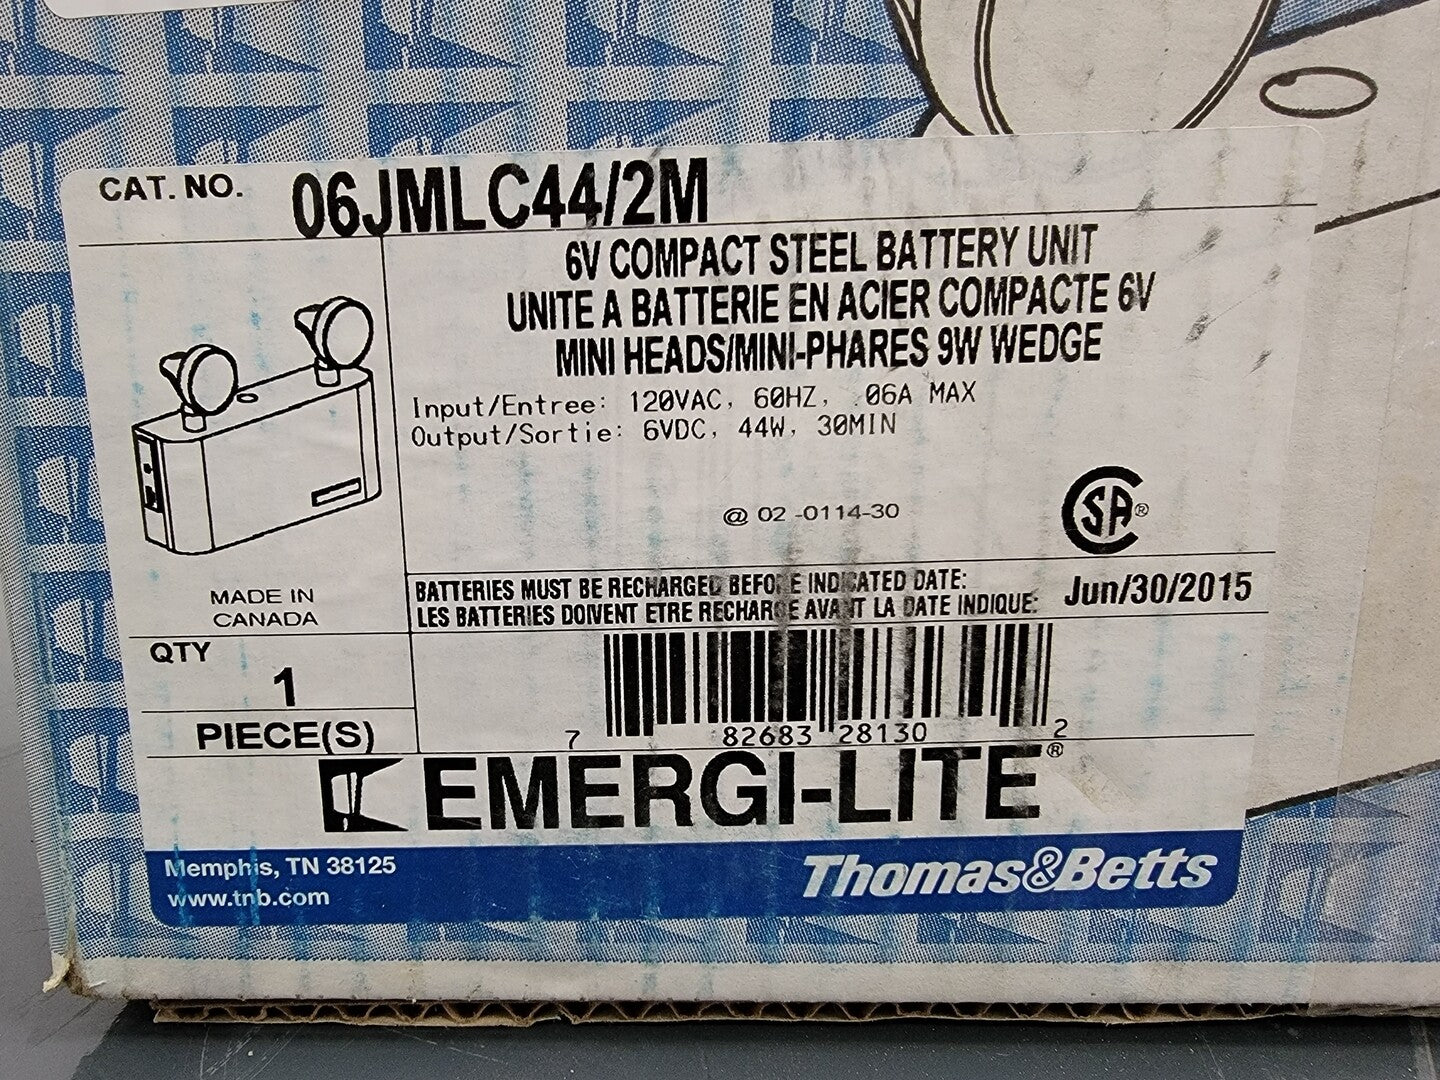 CAT. NO. 06JMLC44/2M
6V COMPACT STEEL BATTERY UNIT
UNITE A BATTERIE EN ACIER COMPACTE 6V
MINI HEADS/MINI-PHARES 9W WEDGE
Input/Entree: 120VAC, 60HZ, .06A MAX
Output/Sortie: 6VDC, 44W, 30MIN
@ 02 -0114-30
CSA®
MADE IN
CANADA
BATTERIES MUST BE RECHARGED BEFORE INDICATED DATE:
LES BATTERIES DOIVENT ETRE RECHARGE AVANT LA DATE INDIQUE:
Jun/30/2015
QTY
1
PIECE(S)
7 82683 28130 2
EMERGI-LITE®
Memphis, TN 38125
www.tnb.com
Thomas&Betts